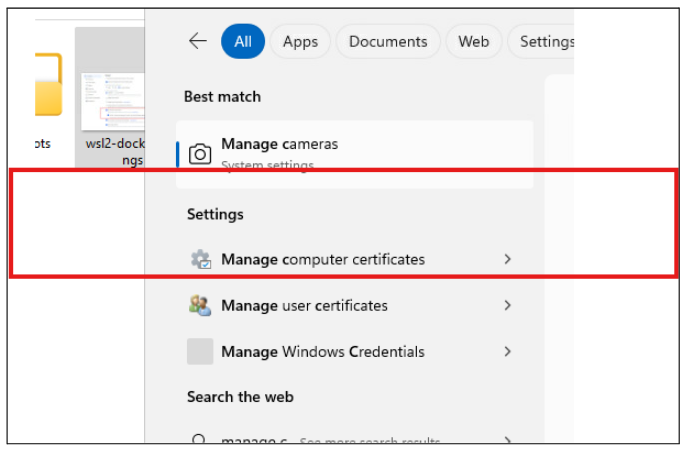 All Apps Documents Web Settings
Best match
ots
wsl2-dock
ngs
Manage cameras
System settings
Settings
Manage computer certificates
Manage user certificates
Manage Windows Credentials
Search the web
manage c - See more search results